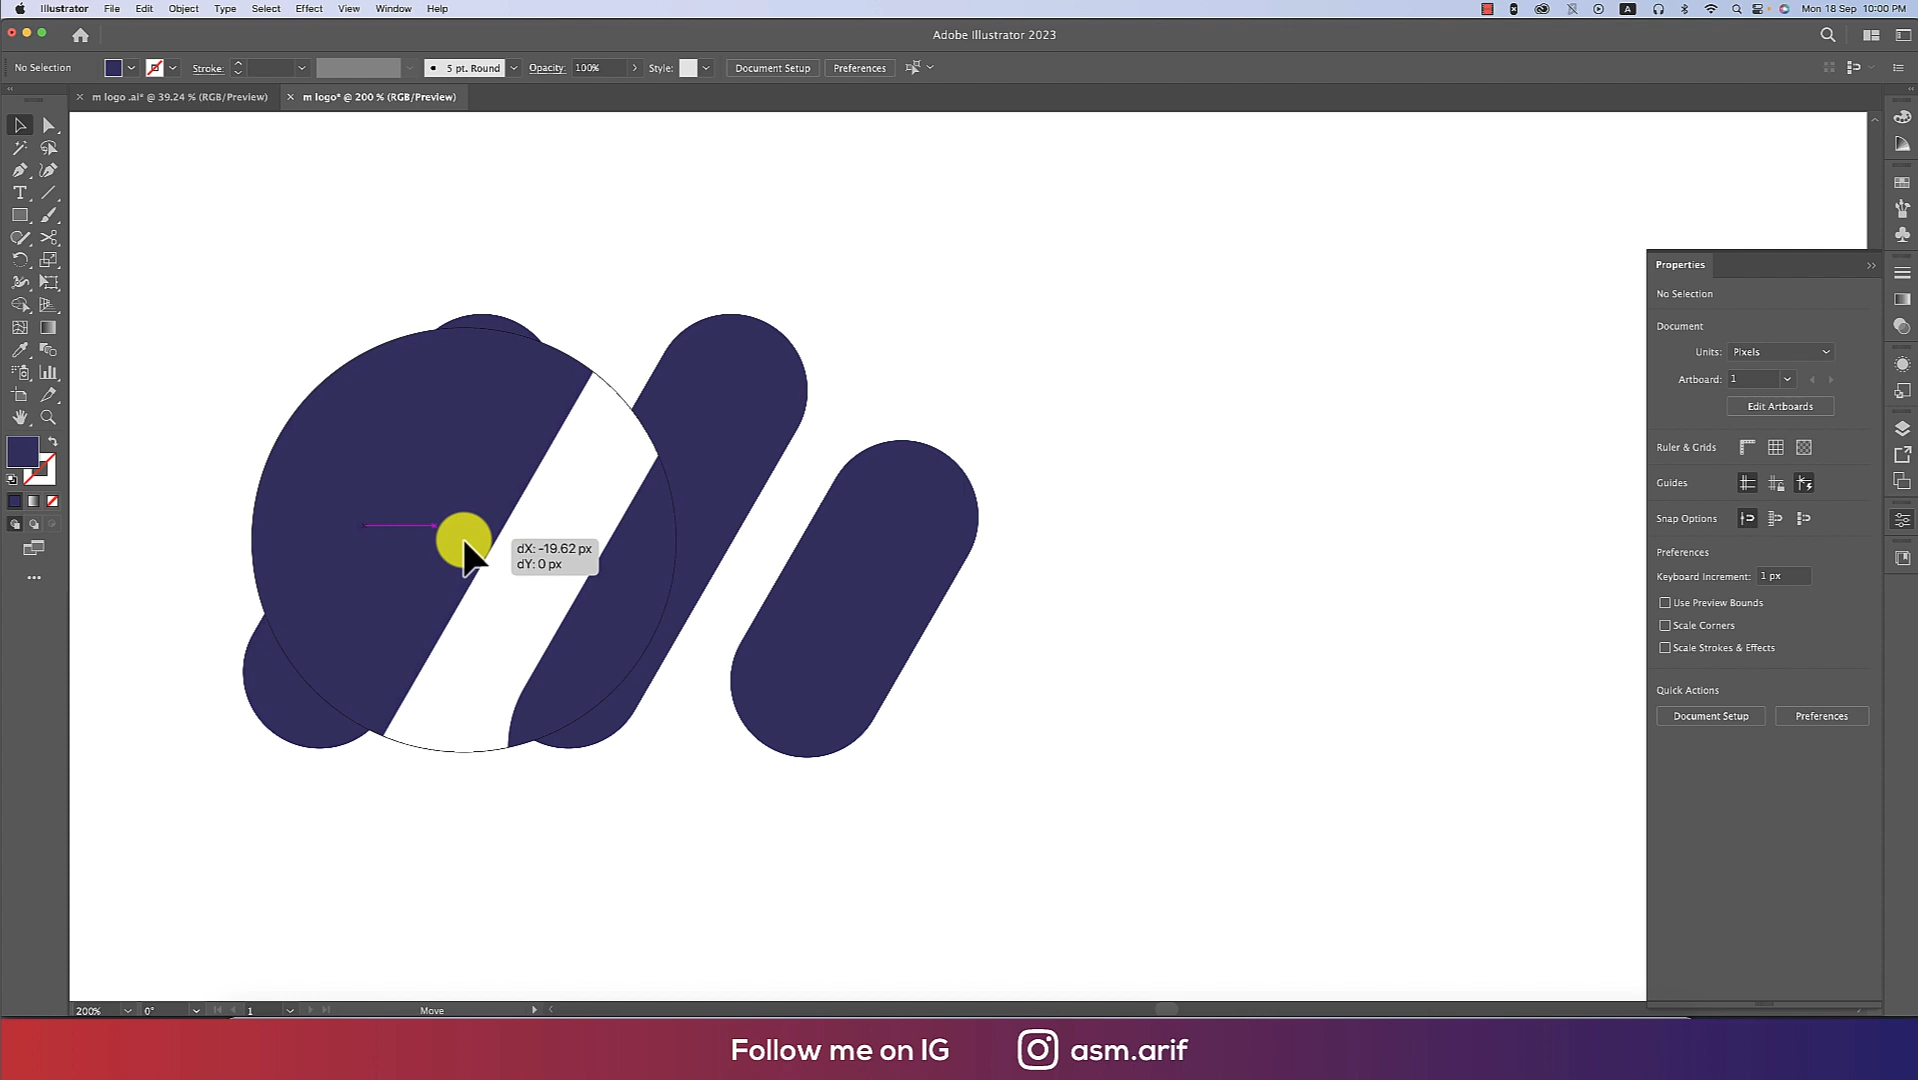 Illustrator File Edit Object Type Select Effect View Window Help
A
Mon 18 Sep 10:00 PM
Adobe Illustrator 2023
No Selection
Stroke:
5 pt. Round
Opacity: 100%
Style:
Document Setup
Preferences
m logo .ai* @ 39.24 % (RGB/Preview)
m logo* @ 200 % (RGB/Preview)
Properties
No Selection
Document
Units: Pixels
Artboard: 1
Edit Artboards
Ruler & Grids
Guides
Snap Options
Preferences
Keyboard Increment: 1 px
Use Preview Bounds
Scale Corners
Scale Strokes & Effects
Quick Actions
Document Setup
Preferences
dX: -19.62 px
dY: 0 px
200%
0°
1
Move
Follow me on IG
asm.arif